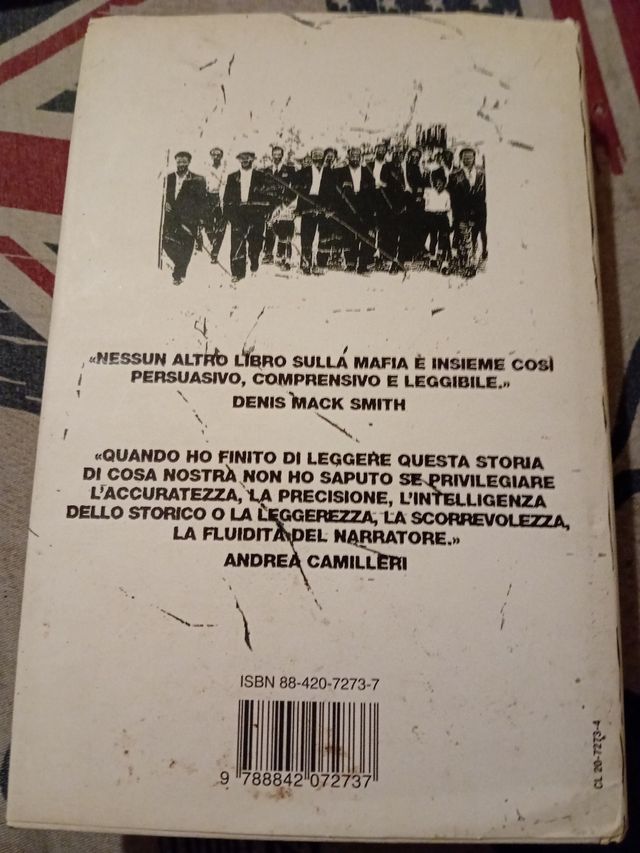 «NESSUN ALTRO LIBRO SULLA MAFIA È INSIEME COSÌ
PERSUASIVO, COMPRENSIVO E LEGGIBILE.»
DENIS MACK SMITH
«QUANDO HO FINITO DI LEGGERE QUESTA STORIA
DI COSA NOSTRA NON HO SAPUTO SE PRIVILEGIARE
L'ACCURATEZZA, LA PRECISIONE, L'INTELLIGENZA
DELLO STORICO O LA LEGGEREZZA, LA SCORREVOLEZZA,
LA FLUIDITÀ DEL NARRATORE.»
ANDREA CAMILLERI
ISBN 88-420-7273-7
9 788842 072737
CL 20-7273-4